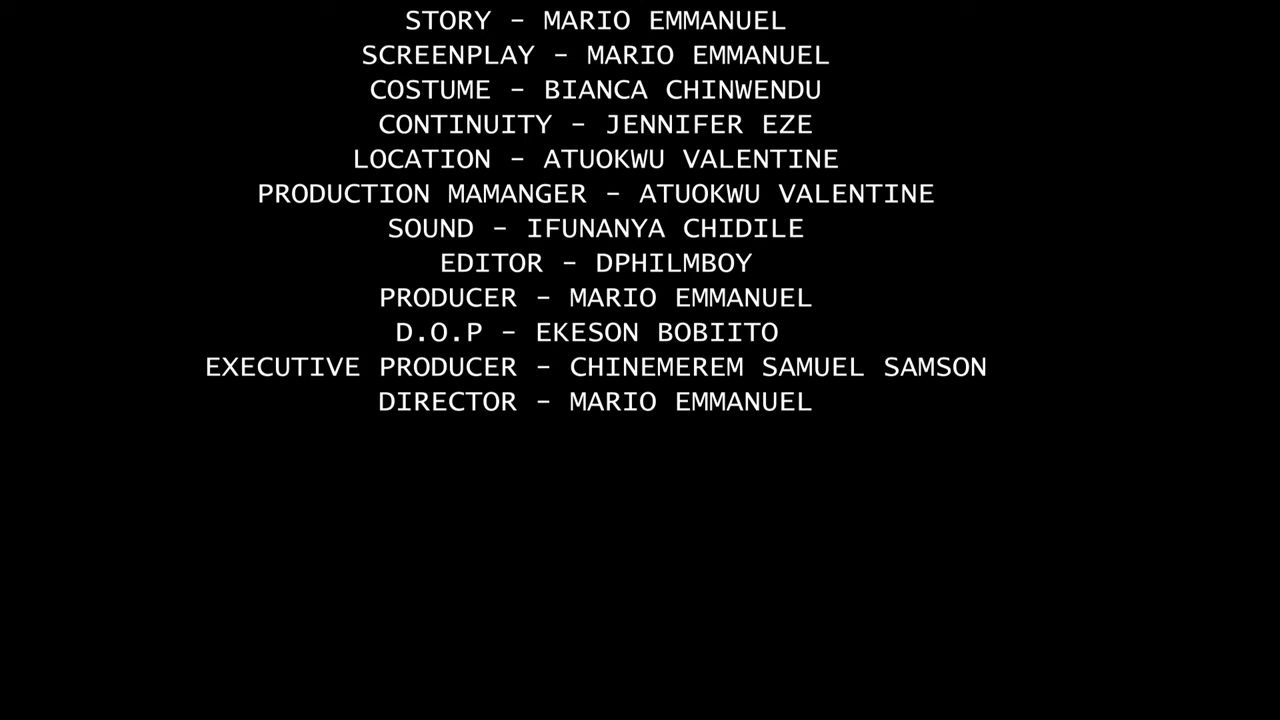 STORY - MARIO EMMANUEL
SCREENPLAY - MARIO EMMANUEL
COSTUME - BIANCA CHINWENDU
CONTINUITY - JENNIFER EZE
LOCATION - ATUOKWU VALENTINE
PRODUCTION MAMANGER - ATUOKWU VALENTINE
SOUND - IFUNANYA CHIDILE
EDITOR - DPHILMBOY
PRODUCER - MARIO EMMANUEL
D.O.P - EKESON BOBIITO
EXECUTIVE PRODUCER - CHINEMEREM SAMUEL SAMSON
DIRECTOR - MARIO EMMANUEL